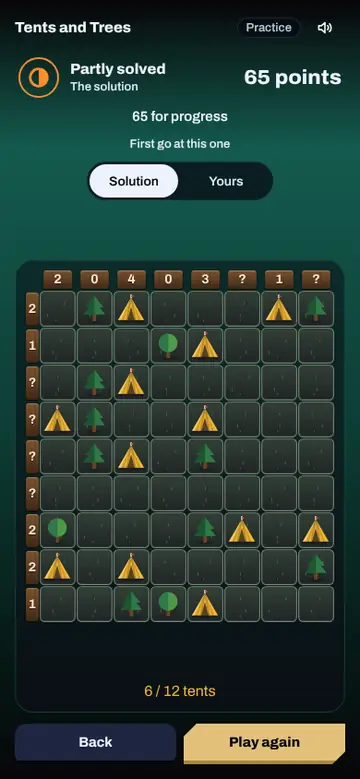 Tents and Trees
Practice
Partly solved
The solution
65 points
65 for progress
First go at this one
Solution
Yours
2 0 4 0 3 ? 1 ?
2
1
?
?
?
?
2
2
1
6 / 12 tents
Back
Play again